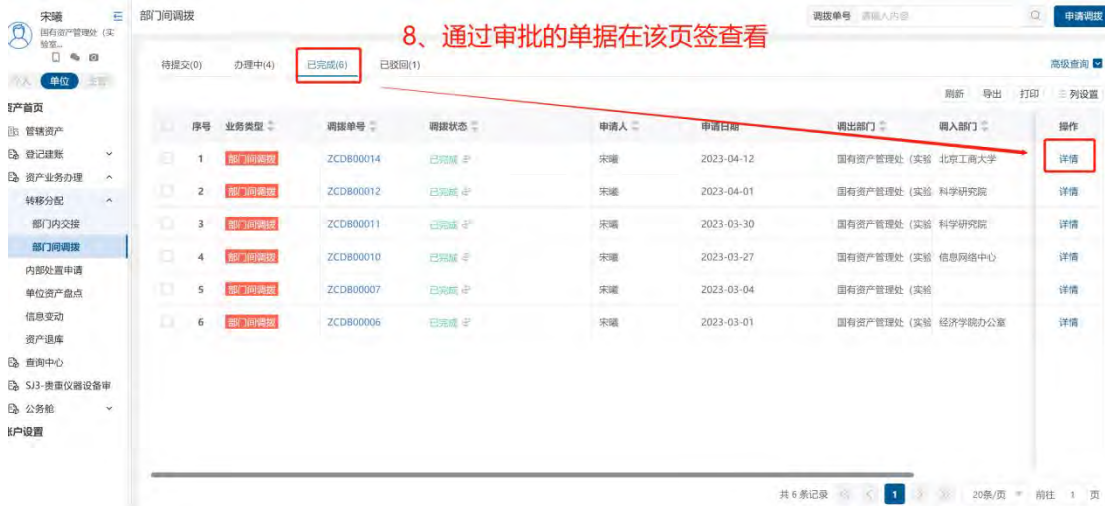 宋曦
国有资产管理处（实
验室...
个人 单位 主管
资产首页
管辖资产
登记建账
资产业务办理
转移分配
部门内交接
部门间调拨
内部处置申请
单位资产盘点
信息变动
资产退库
查询中心
SJ3-贵重仪器设备审
公务舱
账户设置
部门间调拨 调拨单号 请输入内容 申请调拨
8、通过审批的单据在该页签查看
待提交(0) 办理中(4) 已完成(6) 已驳回(1) 高级查询
刷新 导出 打印 列设置
序号 业务类型 调拨单号 调拨状态 申请人 申请日期 调出部门 调入部门 操作
1 部门间调拨 ZCDB00014 已完成 宋曦 2023-04-12 国有资产管理处（实验 北京工商大学 详情
2 部门间调拨 ZCDB00012 已完成 宋曦 2023-04-01 国有资产管理处（实验 科学研究院 详情
3 部门间调拨 ZCDB00011 已完成 宋曦 2023-03-30 国有资产管理处（实验 科学研究院 详情
4 部门间调拨 ZCDB00010 已完成 宋曦 2023-03-27 国有资产管理处（实验 信息网络中心 详情
5 部门间调拨 ZCDB00007 已完成 宋曦 2023-03-04 国有资产管理处（实验 详情
6 部门间调拨 ZCDB00006 已完成 宋曦 2023-03-01 国有资产管理处（实验 经济学院办公室 详情
共 6 条记录 1 20条/页 前往 1 页